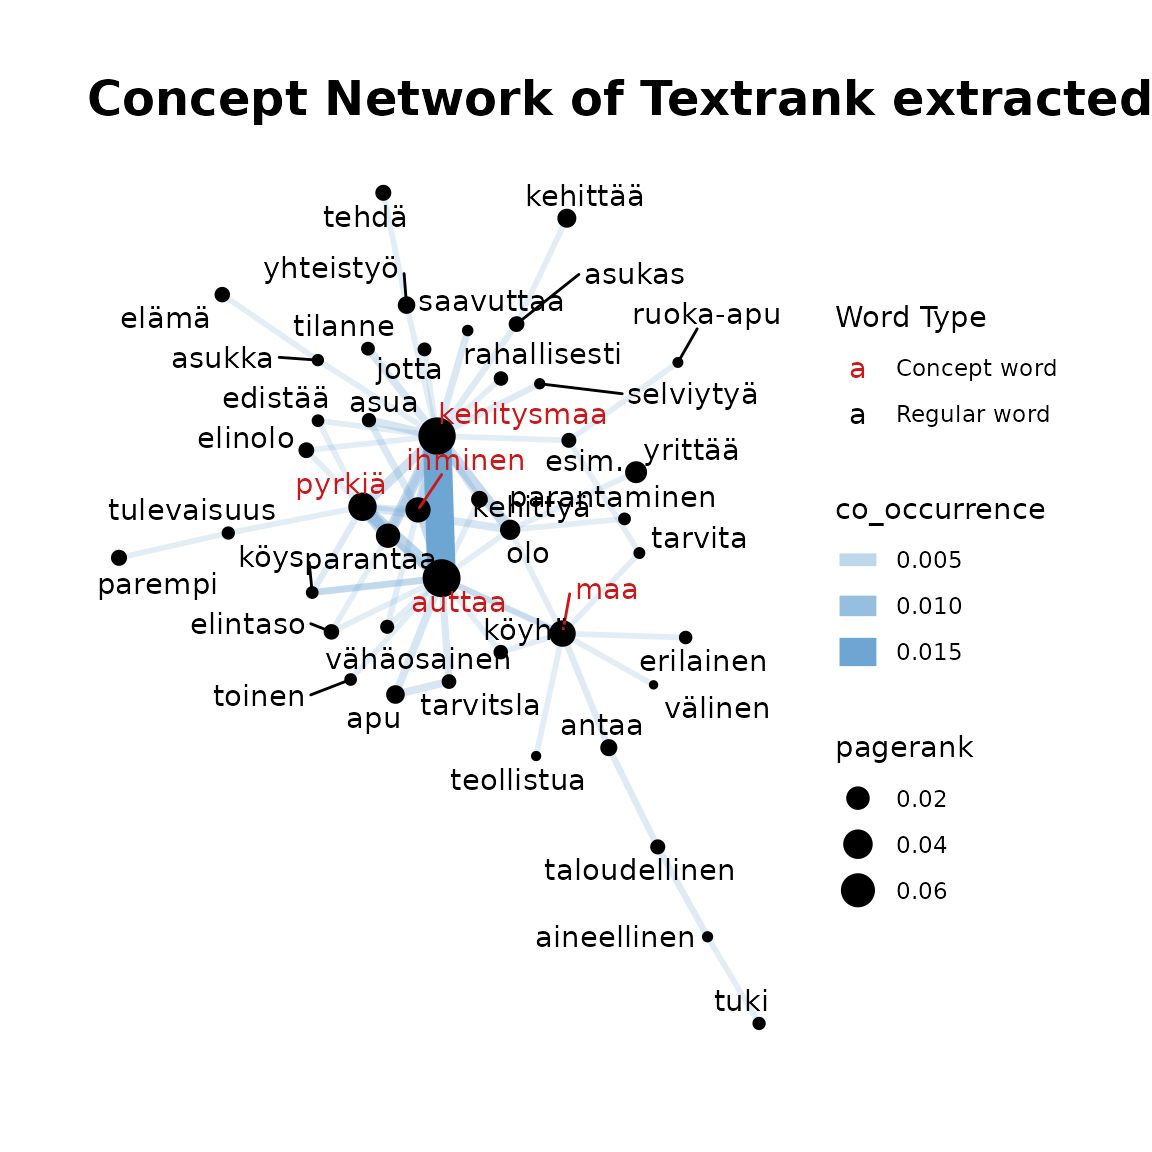 Concept Network of Textrank extracted
kehittää
tehdä
yhteistyö
asukas
saavuttaa
ruoka-apu
elämä
tilanne
asukka
rahallisesti
jotta
selviytyä
edistää
asua
kehitysmaa
elinolo
yrittää
ihminen
esim.
pyrkiä
parantaminen
tulevaisuus
kehittyä
tarvita
olo
köys
parantaa
parempi
maa
auttaa
elintaso
köyhä
vähäosainen
erilainen
toinen
tarvitsla
välinen
apu
antaa
teollistua
taloudellinen
aineellinen
tuki
Word Type
a Concept word
a Regular word
co_occurrence
0.005
0.010
0.015
pagerank
0.02
0.04
0.06